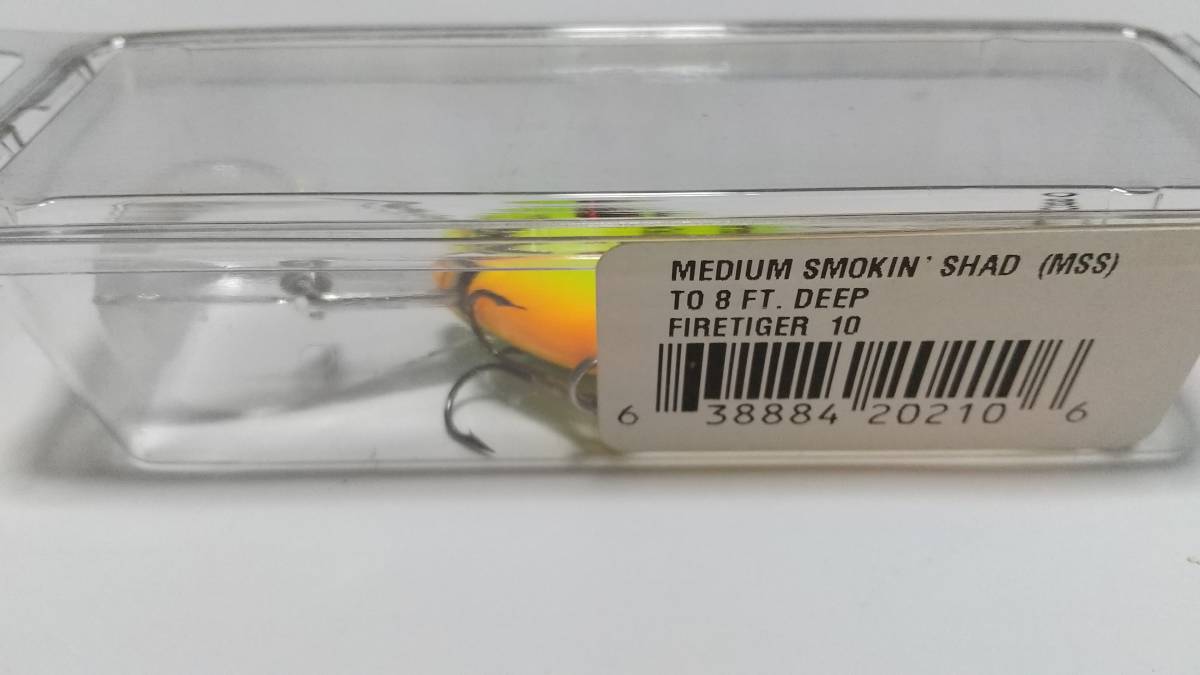 MEDIUM SMOKIN' SHAD (MSS)
TO 8 FT. DEEP
FIRETIGER 10
6 38884 20210 6